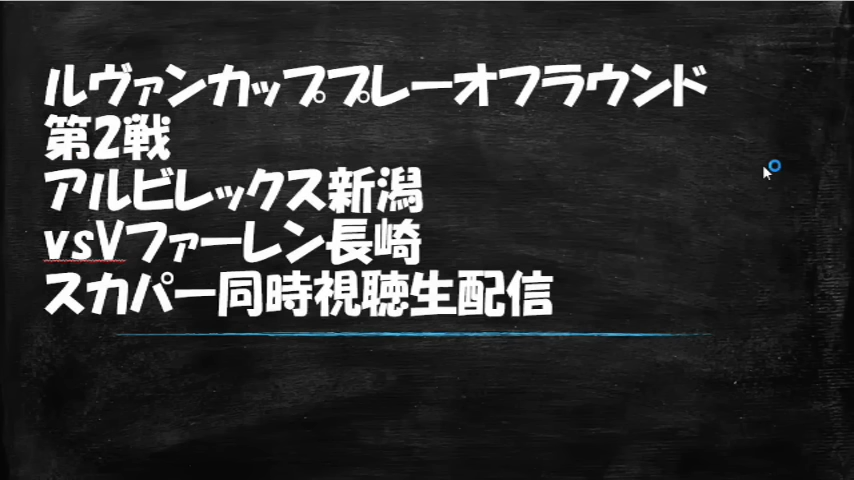 ルヴァンカッププレーオフラウンド
第2戦
アルビレックス新潟
vsVファーレン長崎
スカパー同時視聴生配信